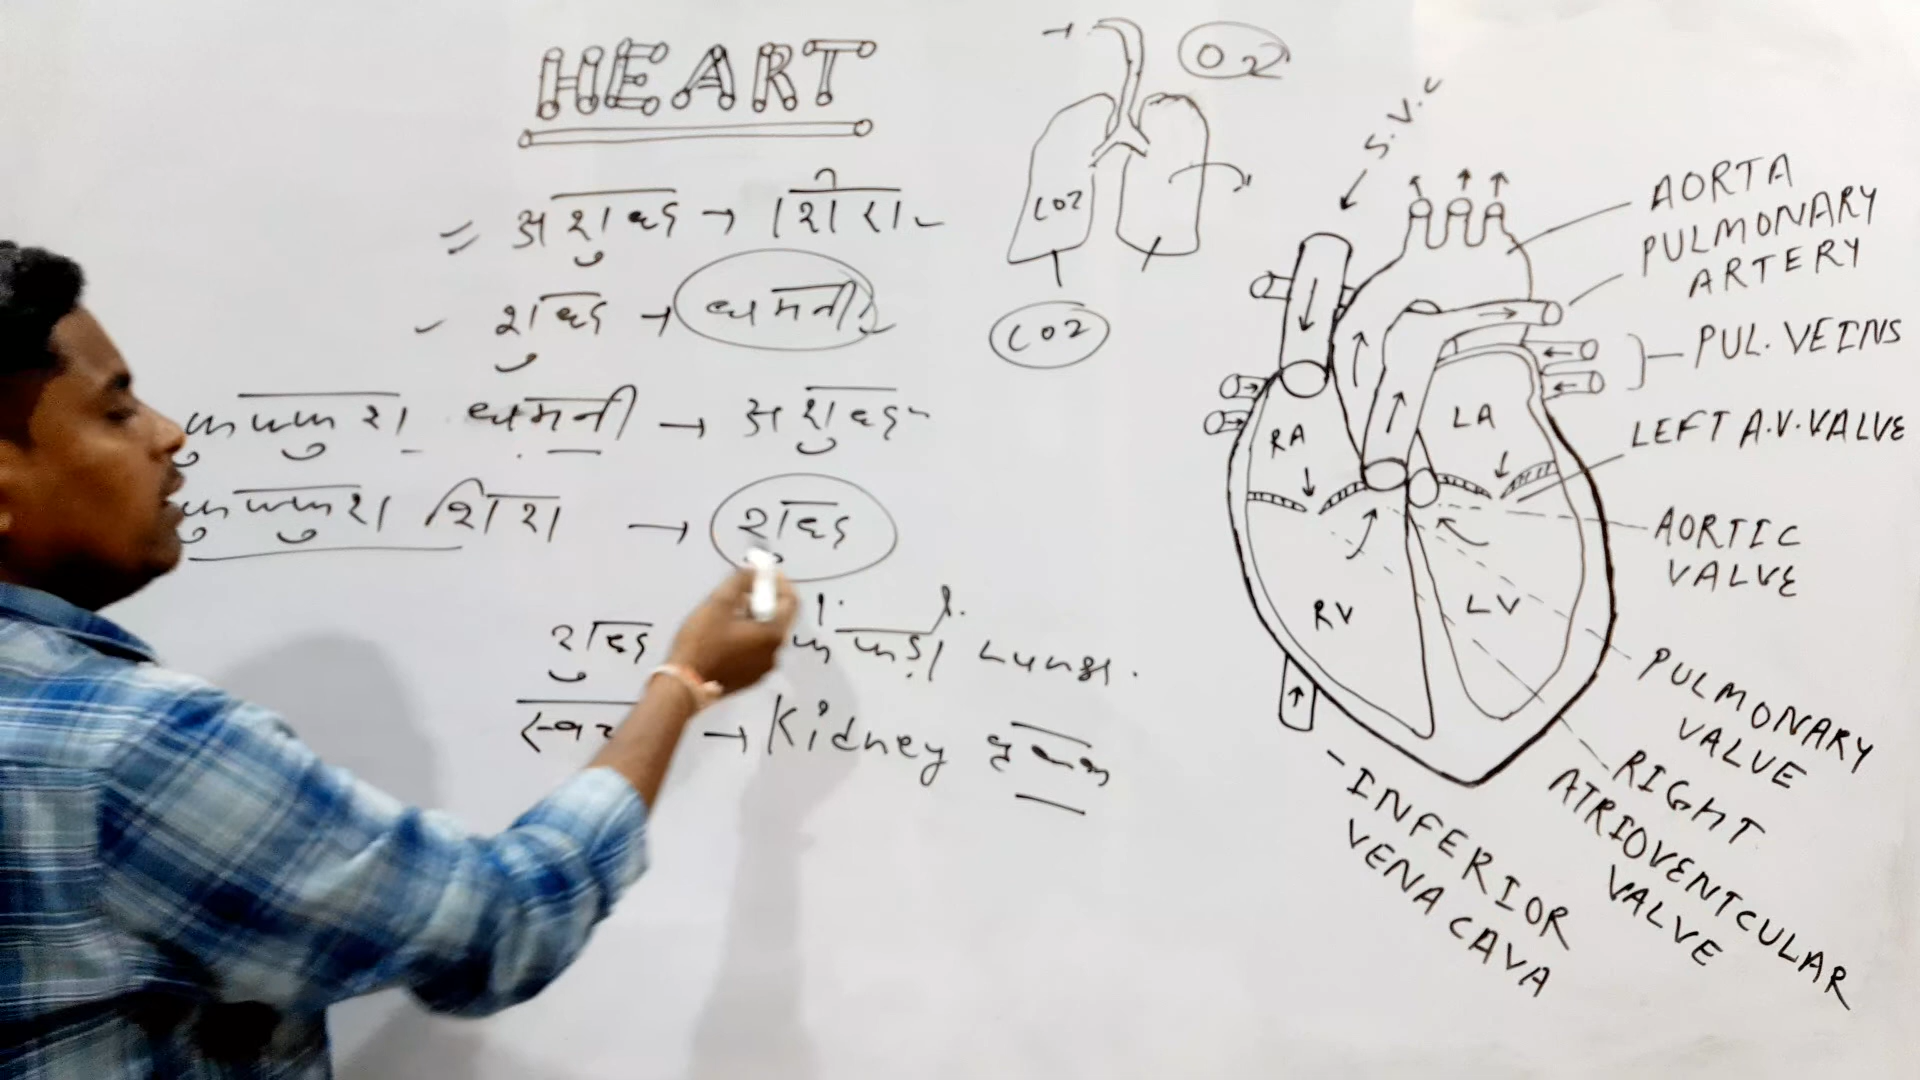 HEART
अशुद्ध → शिरा
शुद्ध → धमनी
फुफ्फुस धमनी → अशुद्ध
फुफ्फुस शिरा → शुद्ध
शुद्ध
→ Kidney
O2
CO2
CO2
S.V.C
AORTA
PULMONARY
ARTERY
PUL. VEINS
LEFT A.V. VALVE
AORTIC
VALVE
PULMONARY
VALVE
RIGHT
ATRIOVENTCULAR
VALVE
INFERIOR
VENA CAVA
RA
LA
RV
LV